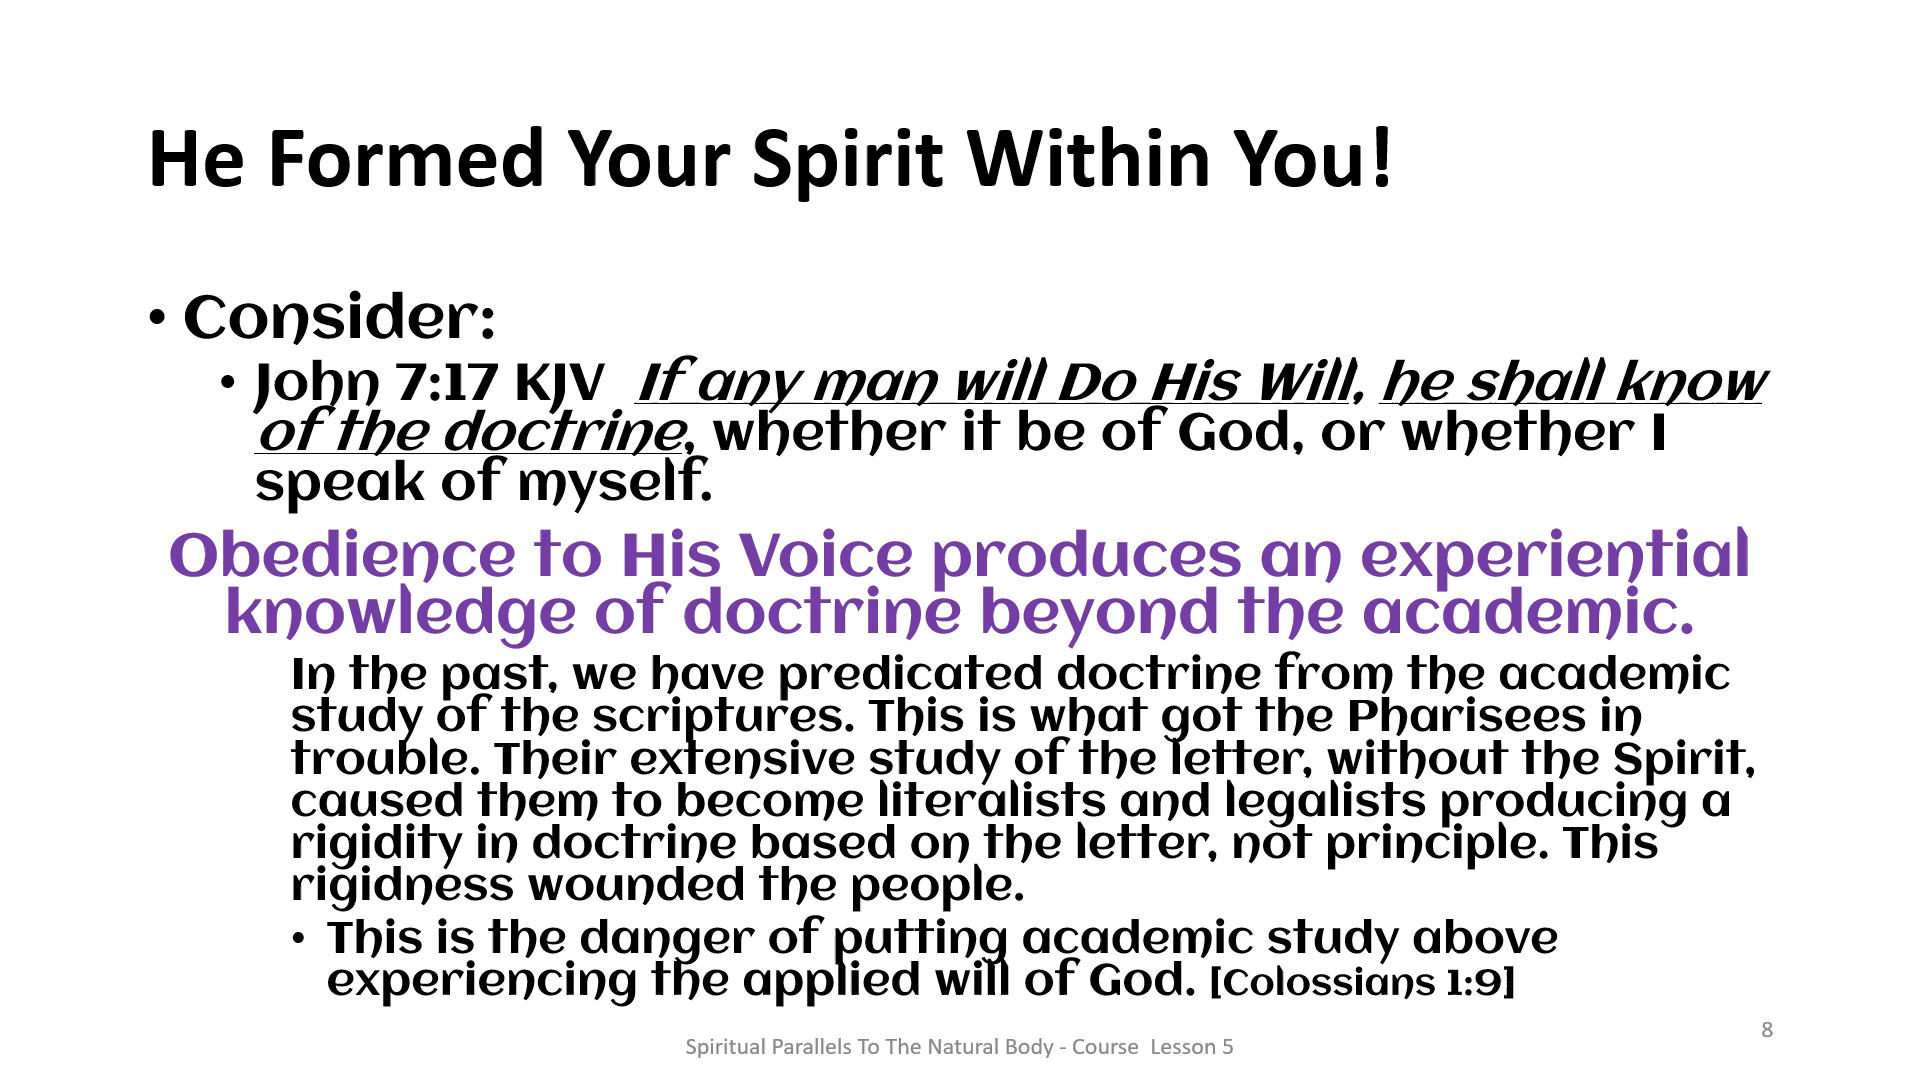 He Formed Your Spirit Within You!
• Consider:
• John 7:17 KJV  If any man will Do His Will, he shall know
of the doctrine, whether it be of God, or whether I
speak of myself.
Obedience to His Voice produces an experiential
knowledge of doctrine beyond the academic.
In the past, we have predicated doctrine from the academic
study of the scriptures. This is what got the Pharisees in
trouble. Their extensive study of the letter, without the Spirit,
caused them to become literalists and legalists producing a
rigidity in doctrine based on the letter, not principle. This
rigidness wounded the people.
• This is the danger of putting academic study above
experiencing the applied will of God. [Colossians 1:9]
8
Spiritual Parallels To The Natural Body - Course  Lesson 5